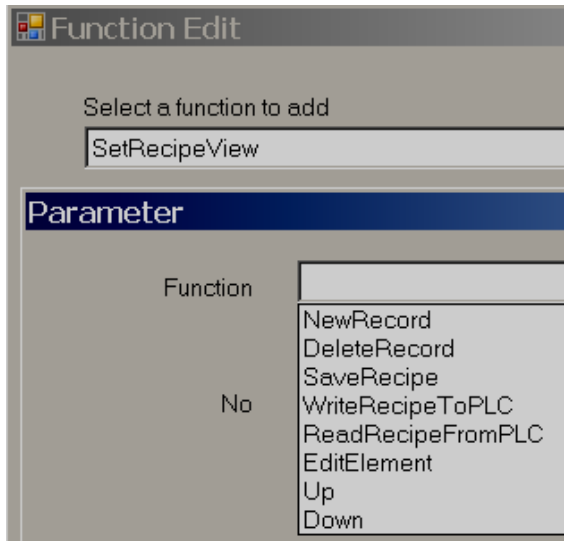 Function Edit
Select a function to add
SetRecipeView
Parameter
Function
NewRecord
DeleteRecord
SaveRecipe
No
WriteRecipeToPLC
ReadRecipeFromPLC
EditElement
Up
Down